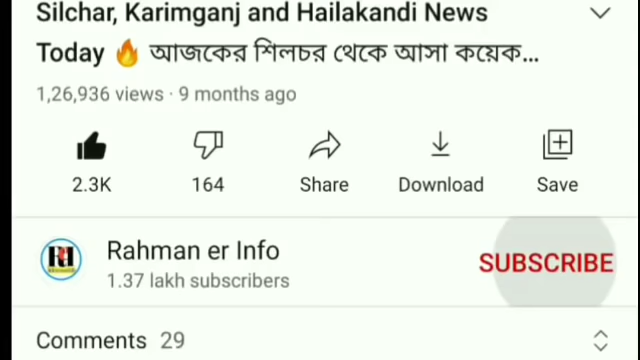 Silchar, Karimganj and Hailakandi News
Today 🔥 আজকের শিলচর থেকে আসা কয়েক...
1,26,936 views · 9 months ago
2.3K 164 Share Download Save
Rahman er Info
SUBSCRIBE
1.37 lakh subscribers
Comments 29